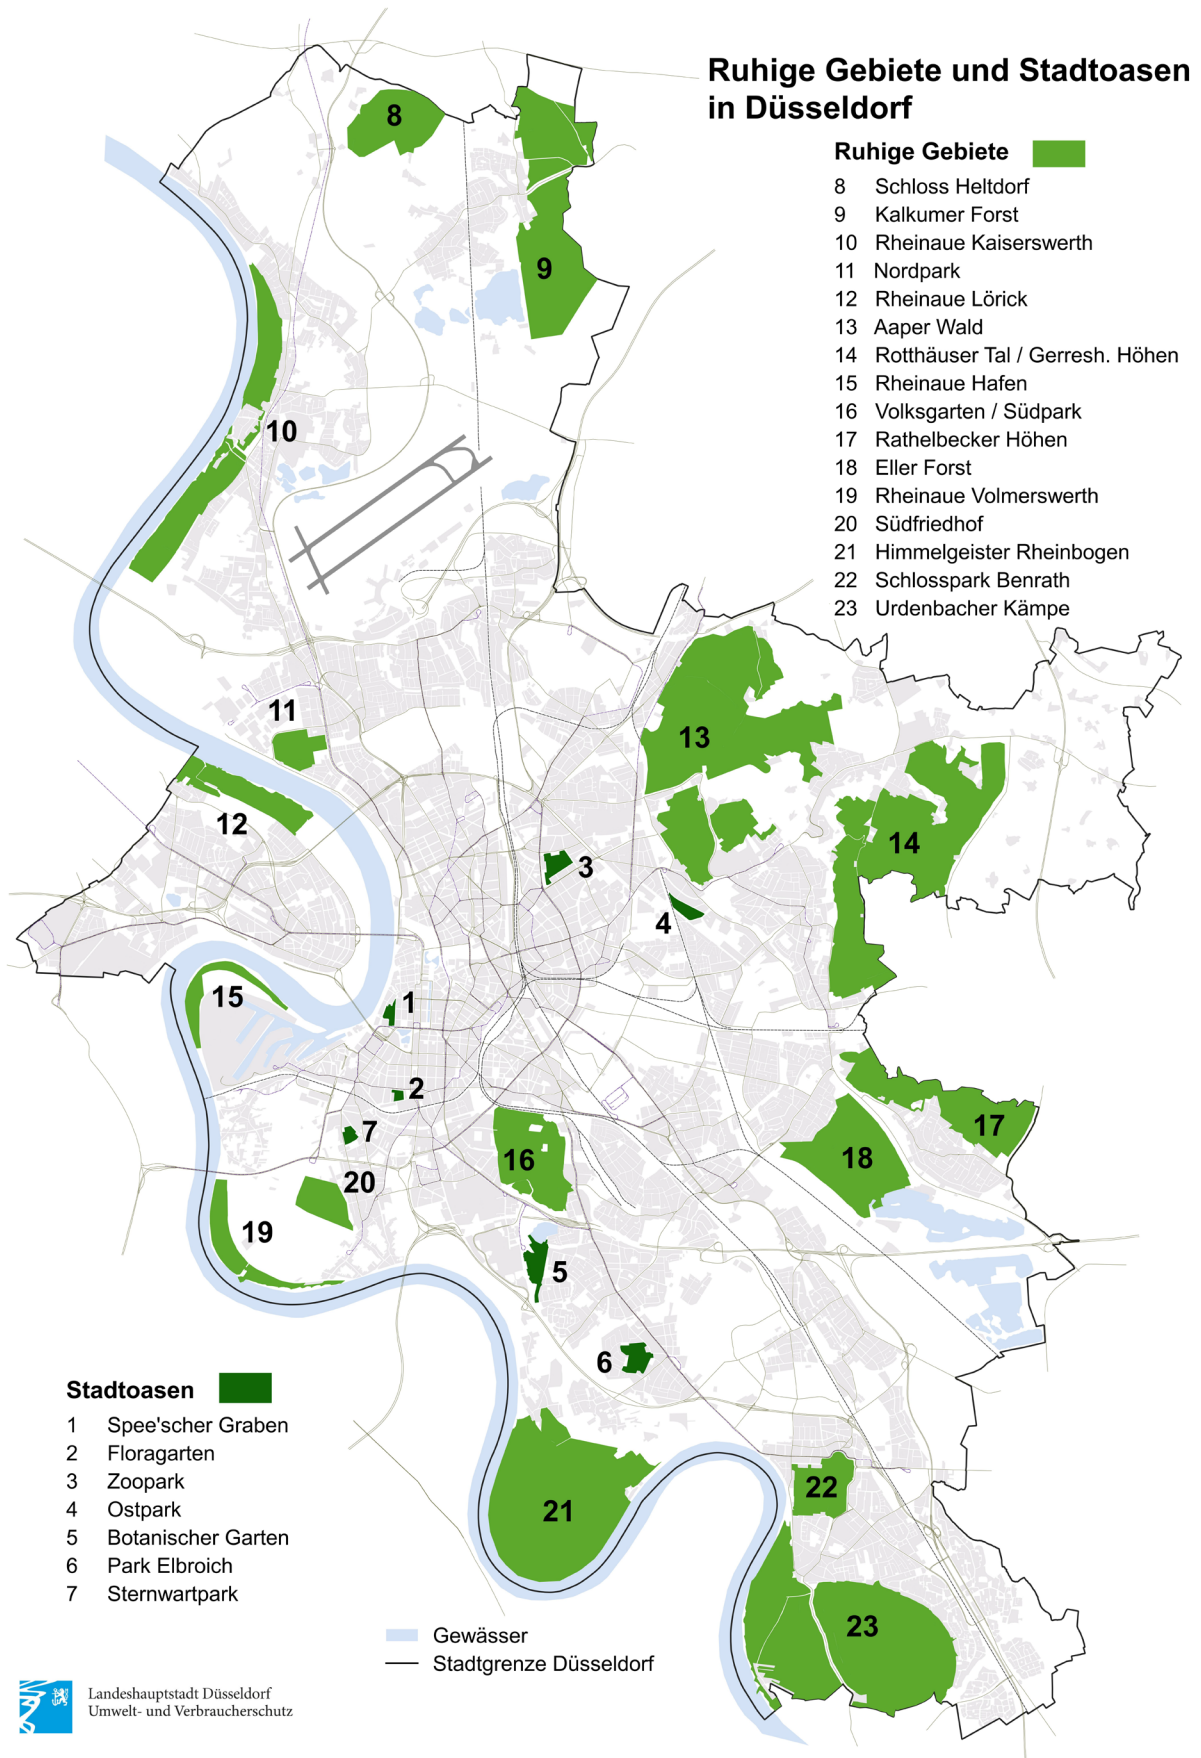 Ruhige Gebiete und Stadtoasen
in Düsseldorf
Ruhige Gebiete
8 Schloss Heltdorf
9 Kalkumer Forst
10 Rheinaue Kaiserswerth
11 Nordpark
12 Rheinaue Lörick
13 Aaper Wald
14 Rotthäuser Tal / Gerresh. Höhen
15 Rheinaue Hafen
16 Volksgarten / Südpark
17 Rathelbecker Höhen
18 Eller Forst
19 Rheinaue Volmerswerth
20 Südfriedhof
21 Himmelgeister Rheinbogen
22 Schlosspark Benrath
23 Urdenbacher Kämpe
8
9
10
11
12
13
14
3
4
15
1
2
7
16
17
18
20
19
5
6
21
22
23
Stadtoasen
1 Spee'scher Graben
2 Floragarten
3 Zoopark
4 Ostpark
5 Botanischer Garten
6 Park Elbroich
7 Sternwartpark
Gewässer
Stadtgrenze Düsseldorf
Landeshauptstadt Düsseldorf
Umwelt- und Verbraucherschutz